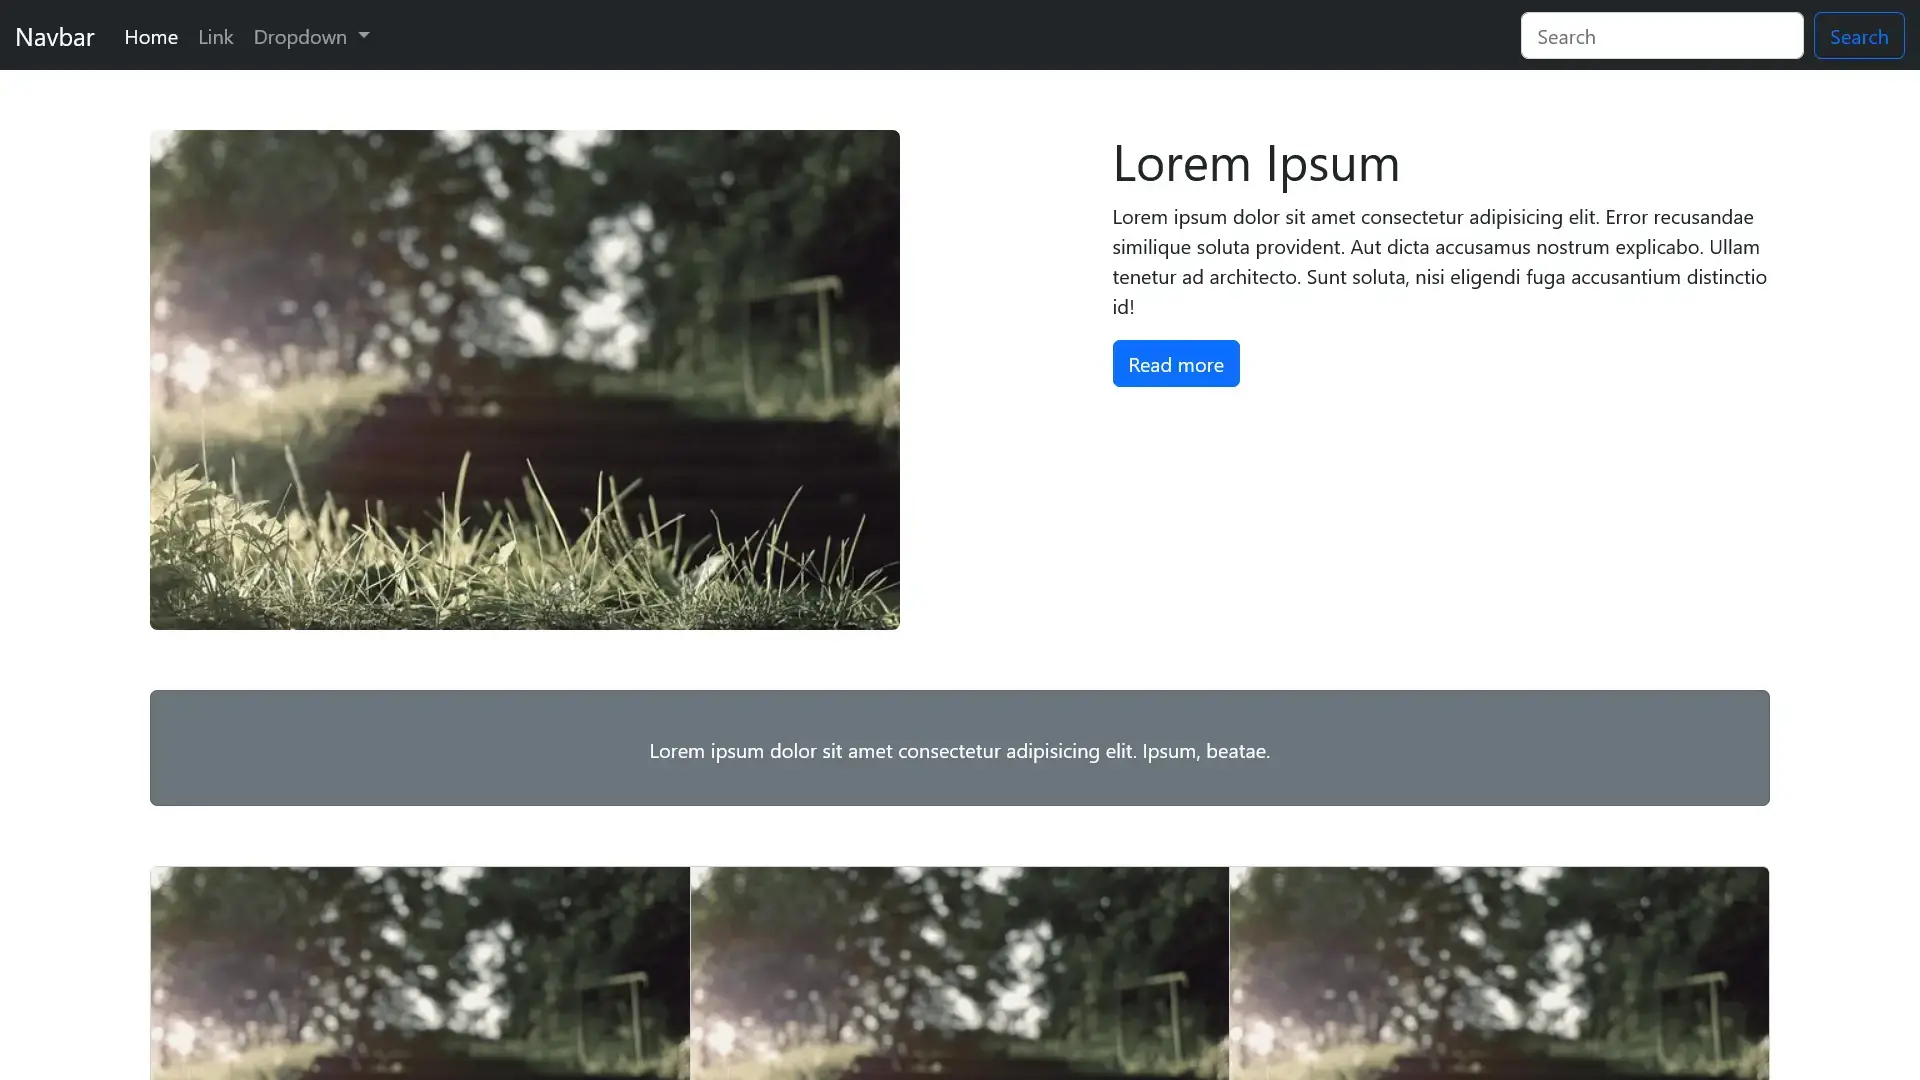 Navbar Home Link Dropdown Search Search
Lorem Ipsum
Lorem ipsum dolor sit amet consectetur adipisicing elit. Error recusandae
similique soluta provident. Aut dicta accusamus nostrum explicabo. Ullam
tenetur ad architecto. Sunt soluta, nisi eligendi fuga accusantium distinctio
id!
Read more
Lorem ipsum dolor sit amet consectetur adipisicing elit. Ipsum, beatae.